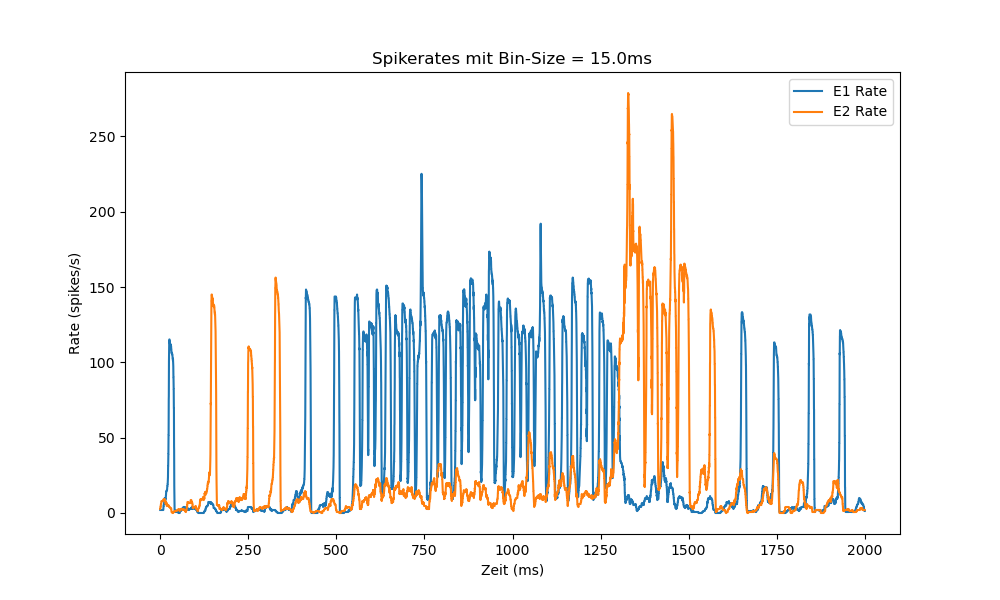 Spikerates mit Bin-Size = 15.0ms
E1 Rate
E2 Rate
Rate (spikes/s)
250
200
150
100
50
0
0 250 500 750 1000 1250 1500 1750 2000
Zeit (ms)